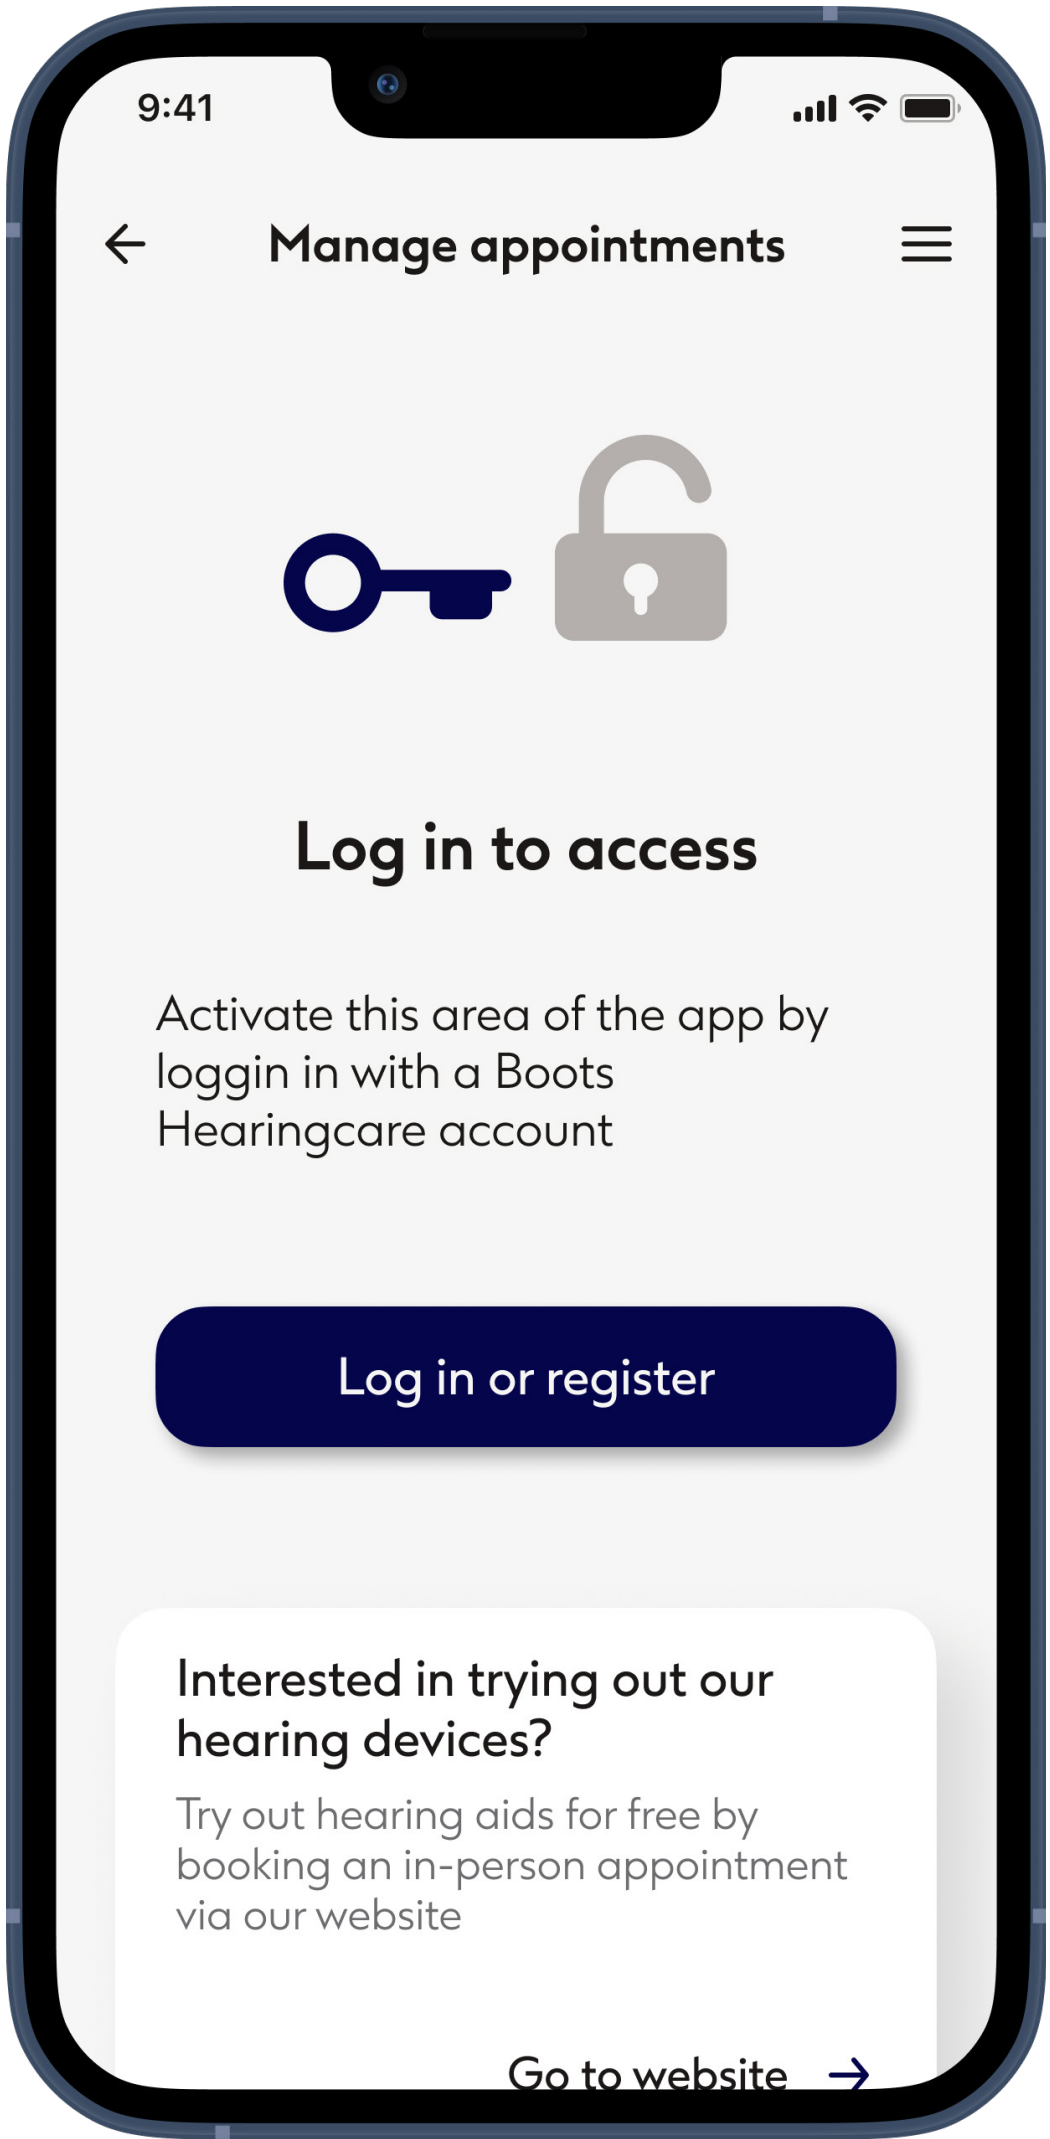 9:41
Manage appointments
Log in to access
Activate this area of the app by
loggin in with a Boots
Hearingcare account
Log in or register
Interested in trying out our
hearing devices?
Try out hearing aids for free by
booking an in-person appointment
via our website
Go to website